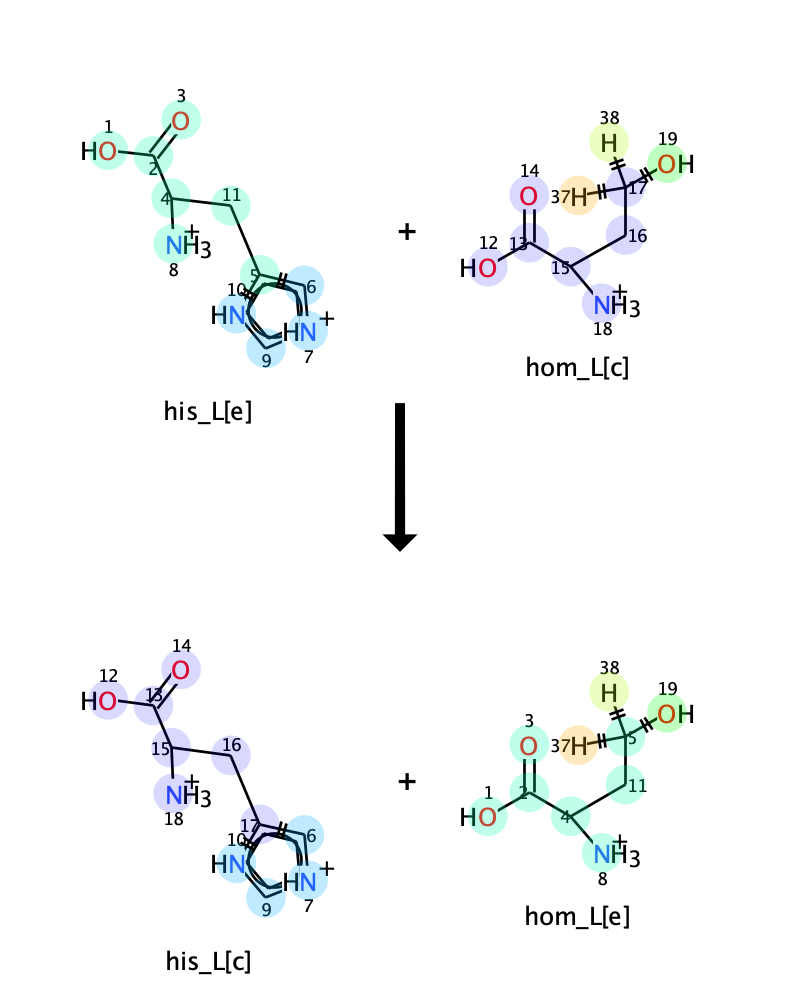 3
1
HO
O
2
4
11
NH3
+
8
5
10
6
HN
HN
+
9
7
his_L[e]
+
38
H
19
OH
14
O
37
H
17
12
HO
13
15
16
NH3
+
18
hom_L[c]
14
O
12
HO
13
15
16
NH3
+
18
17
10
6
HN
HN
+
9
7
his_L[c]
+
38
H
19
OH
3
O
37
H
5
1
HO
2
4
11
NH3
+
8
hom_L[e]